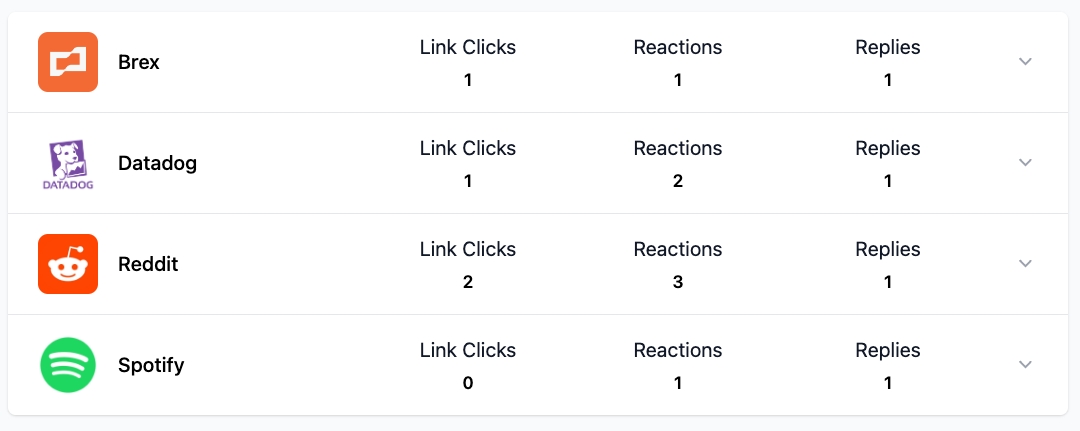 Link Clicks Reactions Replies
Brex
1 1 1
Link Clicks Reactions Replies
DATADOG Datadog
1 2 1
Link Clicks Reactions Replies
Reddit
2 3 1
Link Clicks Reactions Replies
Spotify
0 1 1